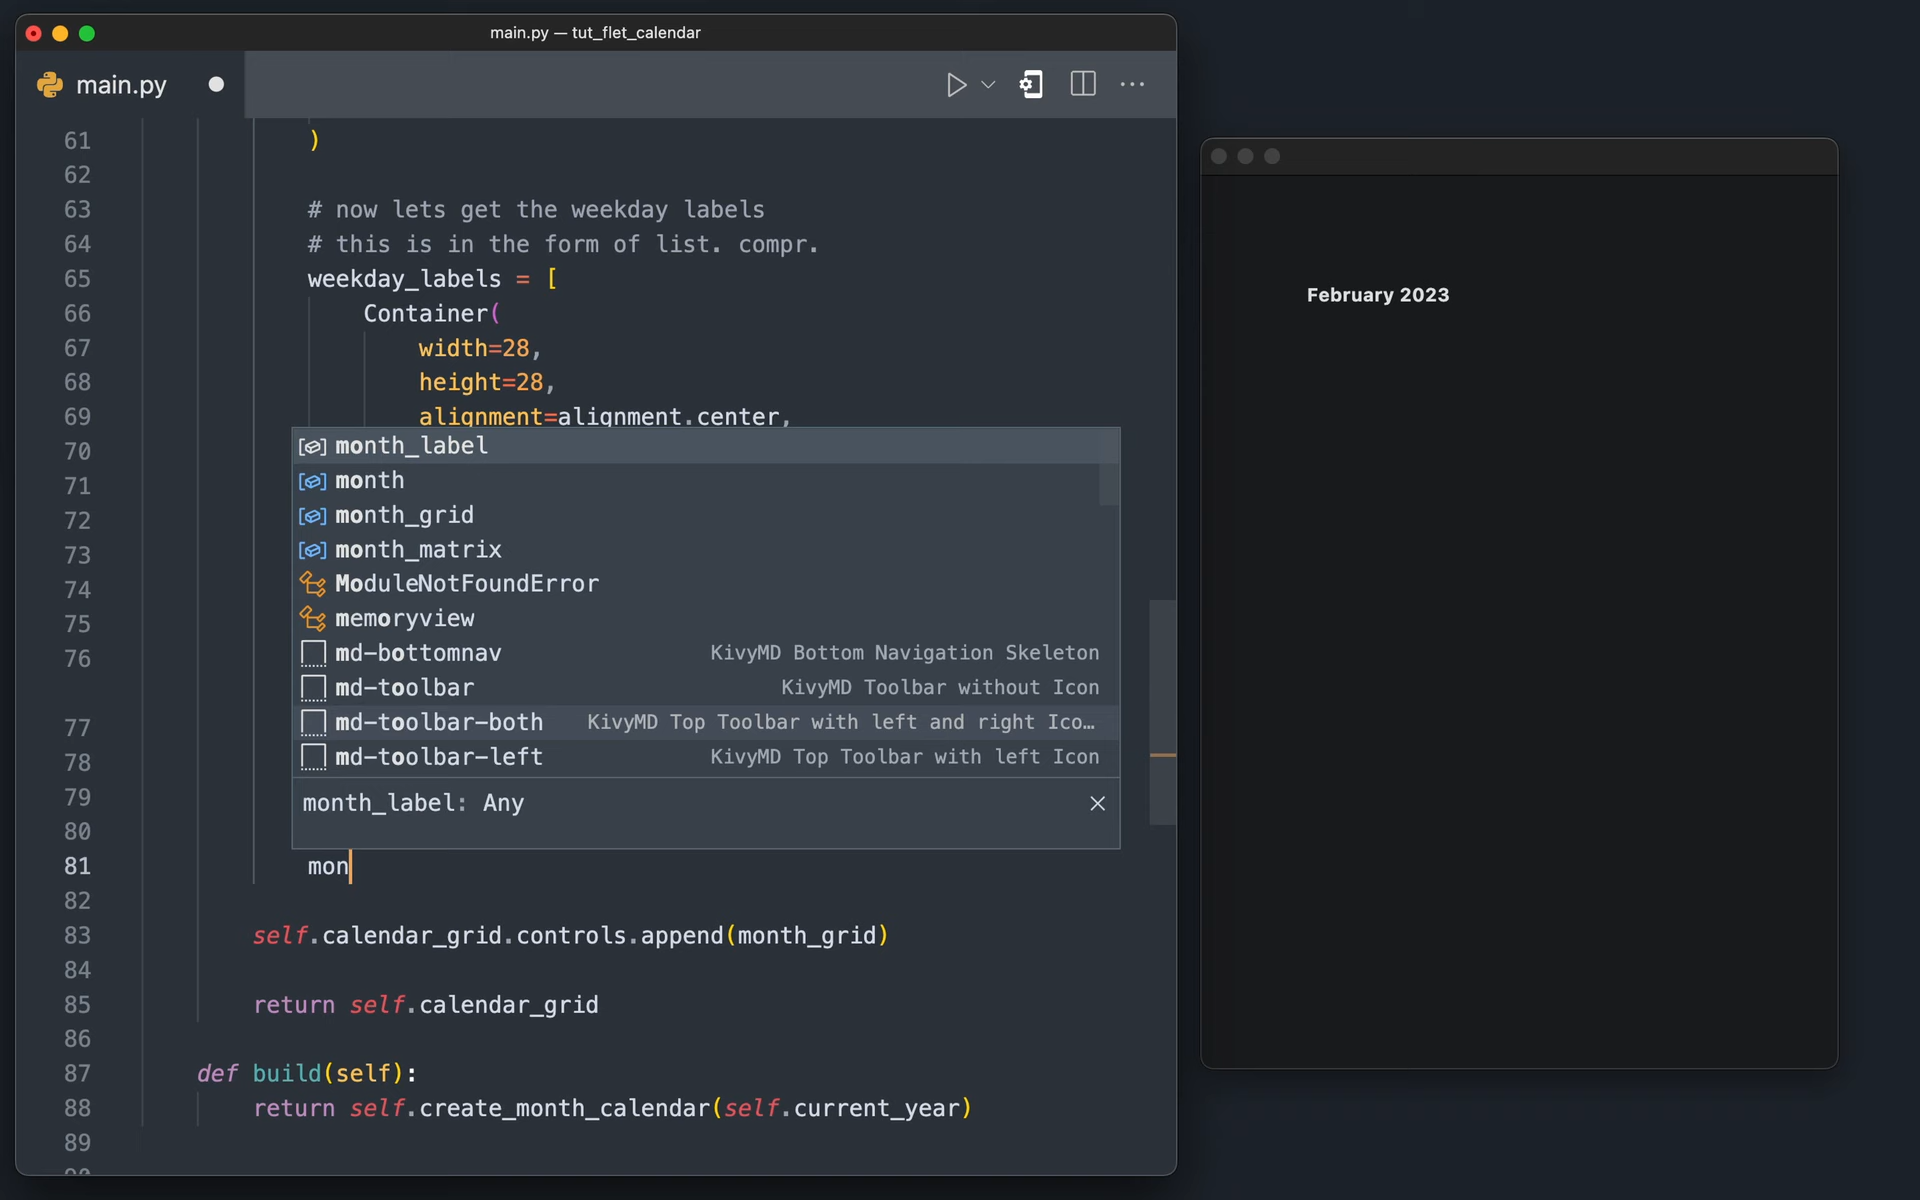 main.py — tut_flet_calendar
main.py
61 )
62
63 # now lets get the weekday labels
64 # this is in the form of list. compr.
65 weekday_labels = [
66 Container(
67 width=28,
68 height=28,
69 alignment=alignment.center,
70 month_label
71 month
72 month_grid
73 month_matrix
74 ModuleNotFoundError
75 memoryview
76 md-bottomnav KivyMD Bottom Navigation Skeleton
md-toolbar KivyMD Toolbar without Icon
77 md-toolbar-both KivyMD Top Toolbar with left and right Ico…
78 md-toolbar-left KivyMD Top Toolbar with left Icon
79 month_label: Any
80
81 mon
82
83 self.calendar_grid.controls.append(month_grid)
84
85 return self.calendar_grid
86
87 def build(self):
88 return self.create_month_calendar(self.current_year)
89
February 2023